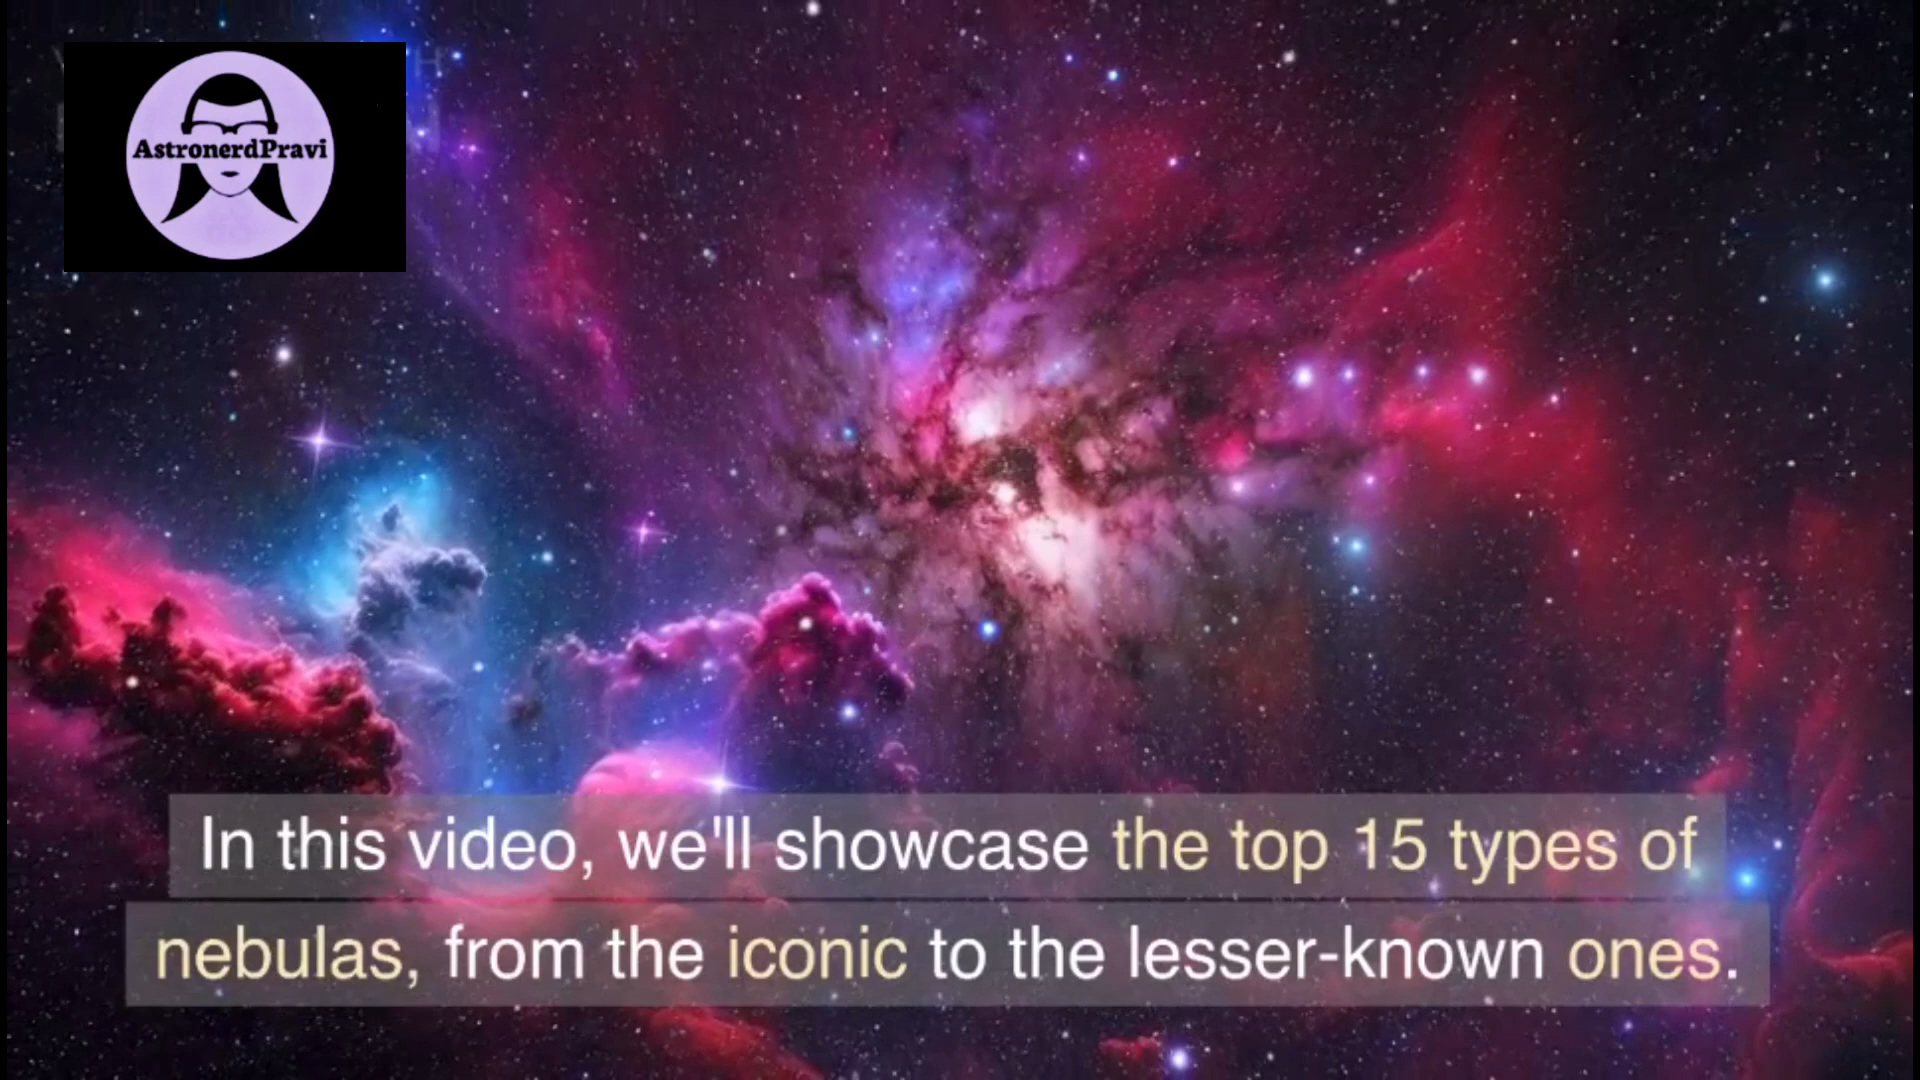 AstronerdPravi
In this video, we'll showcase the top 15 types of
nebulas, from the iconic to the lesser-known ones.